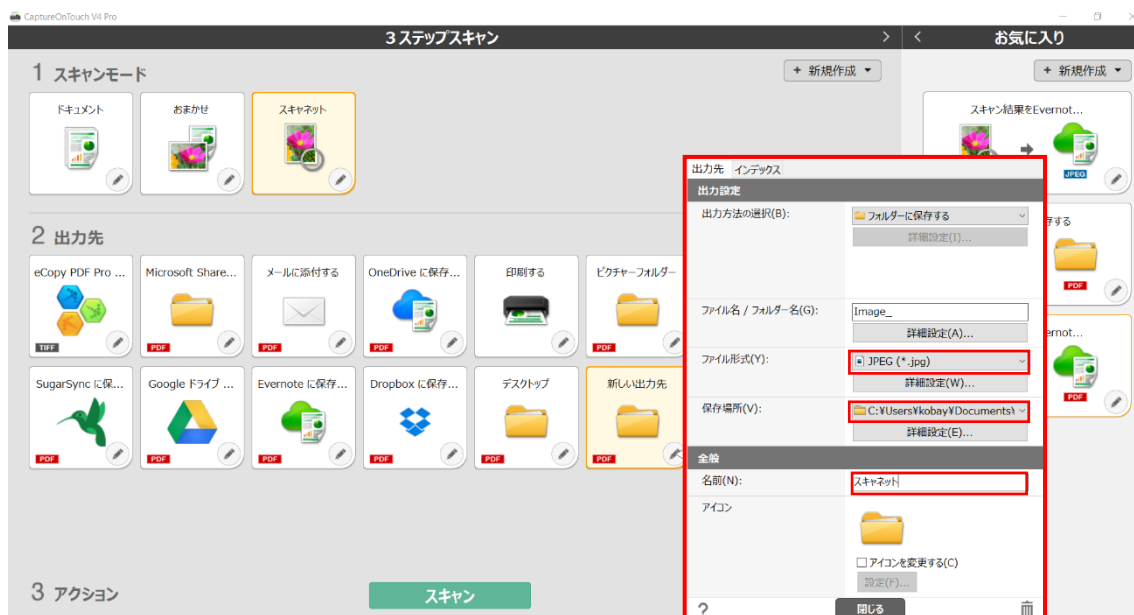 CaptureOnTouch V4 Pro
3ステップスキャン
お気に入り
1 スキャンモード
+ 新規作成
+ 新規作成
ドキュメント
おまかせ
スキャネット
スキャン結果をEvernot...
JPEG
2 出力先
eCopy PDF Pro ...
Microsoft Share...
メールに添付する
OneDrive に保存...
印刷する
ピクチャーフォルダー
TIFF
PDF
PDF
PDF
PDF
SugarSync に保...
Google ドライブ ...
Evernote に保存...
Dropbox に保存...
デスクトップ
新しい出力先
PDF
PDF
PDF
PDF
PDF
PDF
3 アクション
スキャン
出力先 インデックス
出力設定
出力方法の選択(B):
フォルダーに保存する
詳細設定(I)...
ファイル名 / フォルダー名(G):
Image_
詳細設定(A)...
ファイル形式(Y):
JPEG (*.jpg)
詳細設定(W)...
保存場所(V):
C:¥Users¥kobay¥Documents¥
詳細設定(E)...
全般
名前(N):
スキャネット
アイコン
アイコンを変更する(C)
設定(F)...
?
閉じる
存する
PDF
ernot...
PDF